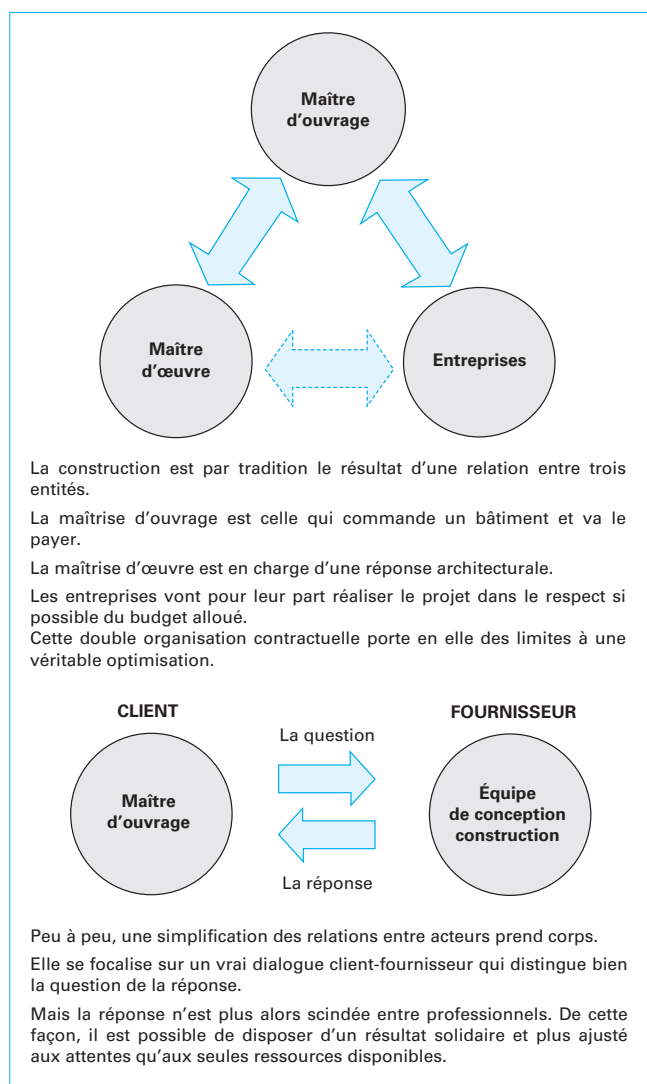 Maître
d'ouvrage
Maître
d'œuvre
Entreprises
La construction est par tradition le résultat d'une relation entre trois
entités.
La maîtrise d'ouvrage est celle qui commande un bâtiment et va le
payer.
La maîtrise d'œuvre est en charge d'une réponse architecturale.
Les entreprises vont pour leur part réaliser le projet dans le respect si
possible du budget alloué.
Cette double organisation contractuelle porte en elle des limites à une
véritable optimisation.
CLIENT
FOURNISSEUR
La question
Maître
d'ouvrage
Équipe
de conception
construction
La réponse
Peu à peu, une simplification des relations entre acteurs prend corps.
Elle se focalise sur un vrai dialogue client-fournisseur qui distingue bien
la question de la réponse.
Mais la réponse n'est plus alors scindée entre professionnels. De cette
façon, il est possible de disposer d'un résultat solidaire et plus ajusté
aux attentes qu'aux seules ressources disponibles.